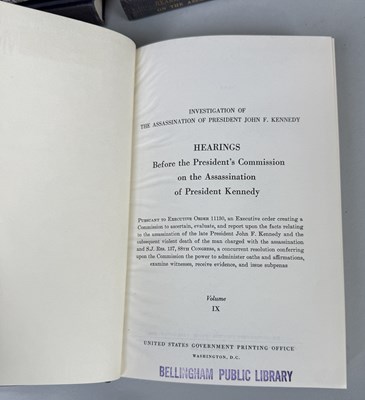 INVESTIGATION OF
THE ASSASSINATION OF PRESIDENT JOHN F. KENNEDY
HEARINGS
Before the President's Commission
on the Assassination
of President Kennedy
PURSUANT TO EXECUTIVE ORDER 11130, an Executive order creating a
Commission to ascertain, evaluate, and report upon the facts relating
to the assassination of the late President John F. Kennedy and the
subsequent violent death of the man charged with the assassination
and S.J. RES. 137, 88TH CONGRESS, a concurrent resolution conferring
upon the Commission the power to administer oaths and affirmations,
examine witnesses, receive evidence, and issue subpenas
Volume
IX
UNITED STATES GOVERNMENT PRINTING OFFICE
WASHINGTON, D.C.
BELLINGHAM PUBLIC LIBRARY